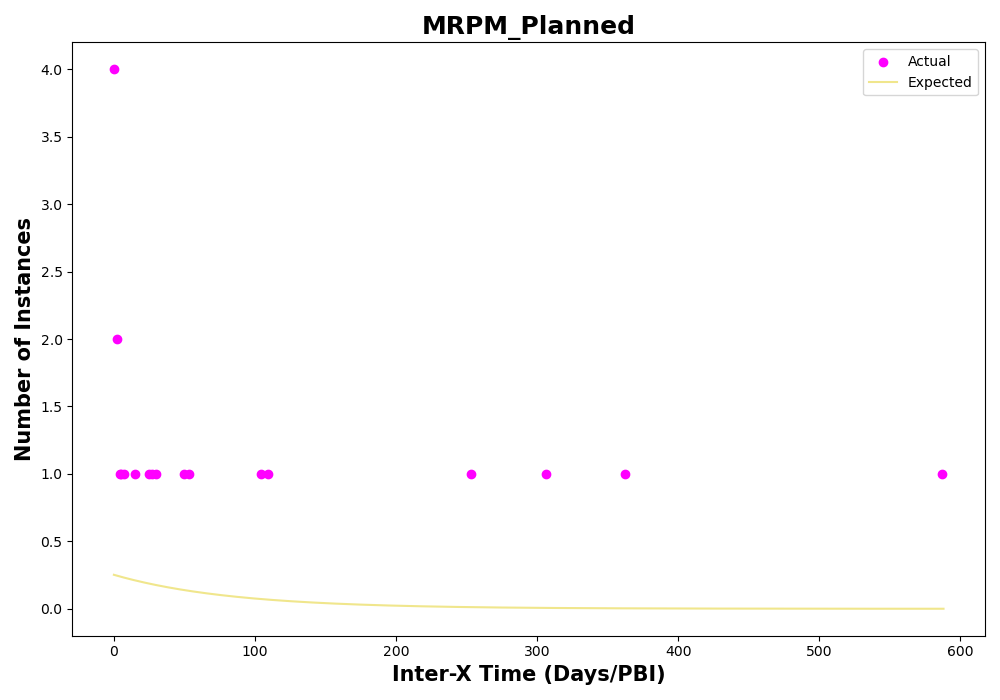 MRPM_Planned
Actual
Expected
Number of Instances
4.0
3.5
3.0
2.5
2.0
1.5
1.0
0.5
0.0
0 100 200 300 400 500 600
Inter-X Time (Days/PBI)